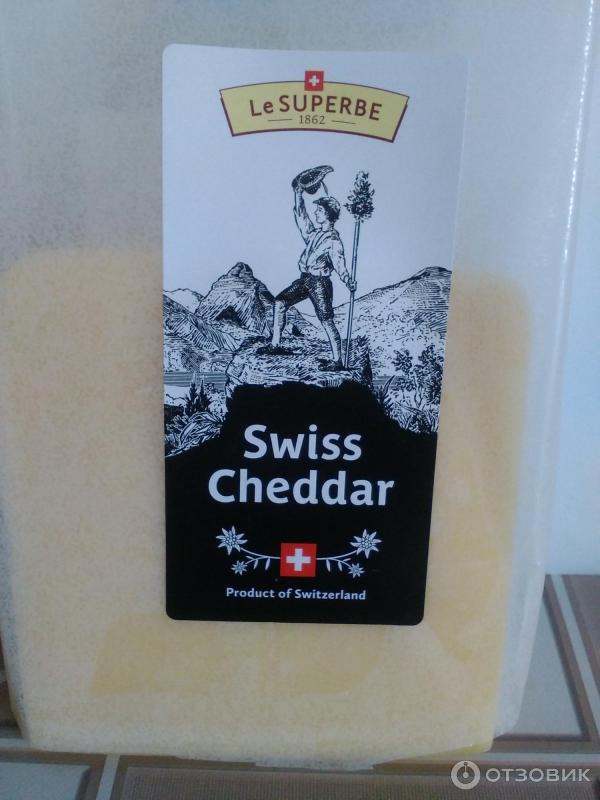 Le SUPERBE
1862
Swiss
Cheddar
Product of Switzerland
ОТЗОВИК